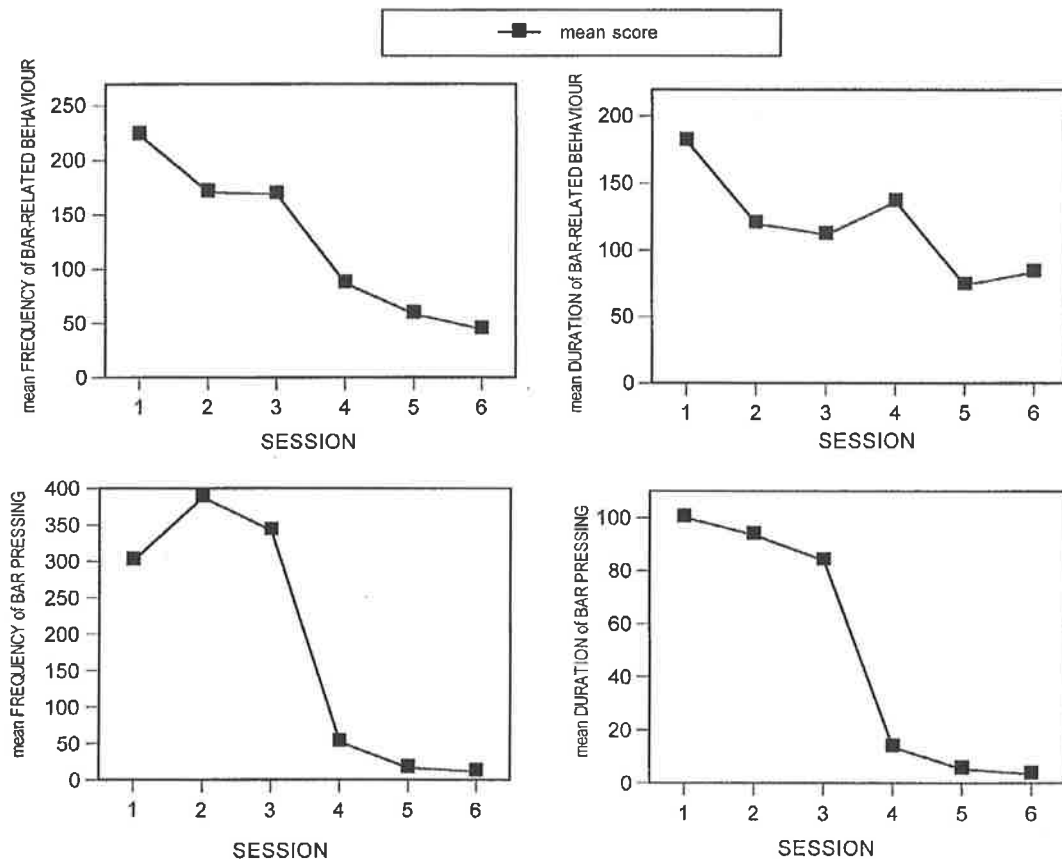 mean score
mean FREQUENCY of BAR-RELATED BEHAVIOUR
250
200
150
100
50
0
1 2 3 4 5 6
SESSION
mean DURATION of BAR-RELATED BEHAVIOUR
200
150
100
50
0
1 2 3 4 5 6
SESSION
mean FREQUENCY of BAR PRESSING
400
350
300
250
200
150
100
50
0
1 2 3 4 5 6
SESSION
mean DURATION of BAR PRESSING
100
80
60
40
20
0
1 2 3 4 5 6
SESSION